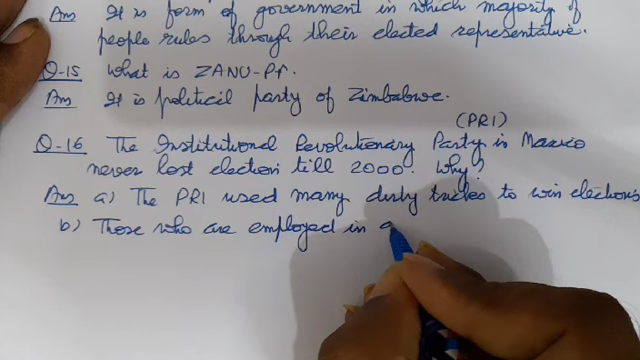 Ans It is form of government in which majority of
people rules through their elected representative.
Q-15 What is ZANU-PF.
Ans It is political party of Zimbabwe.
(PRI)
Q-16 The Institutional Revolutionary Party in Mexico
never lost election till 2000. Why?
Ans a) The PRI used many dirty tricks to win elections
b) Those who are employed in